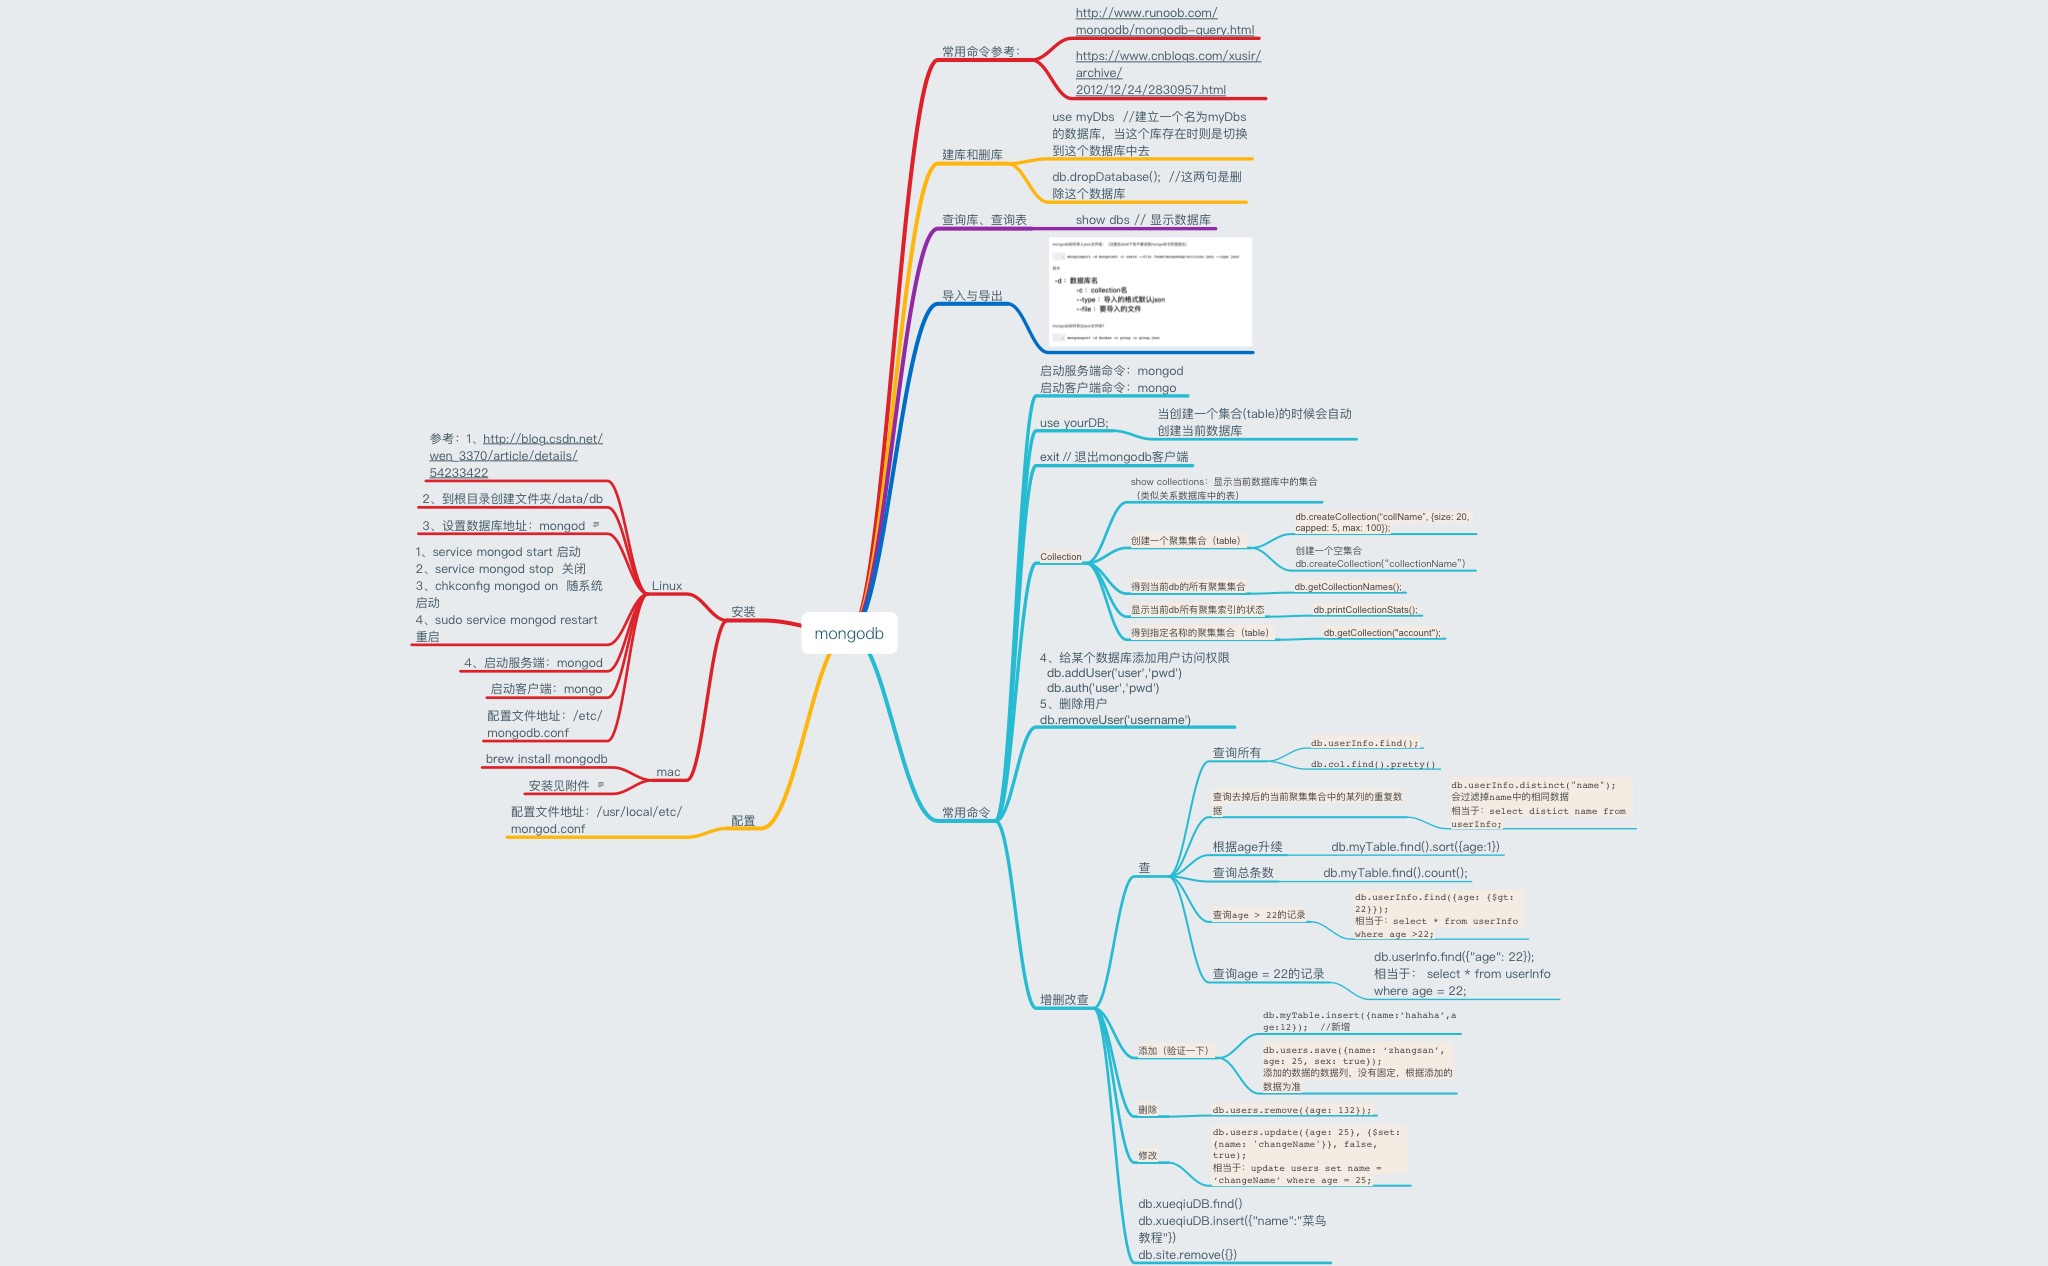 mongodb
常用命令参考：
http://www.runoob.com/
mongodb/mongodb-query.html
https://www.cnblogs.com/xusir/
archive/
2012/12/24/2830957.html
建库和删库
use myDbs  //建立一个名为myDbs
的数据库，当这个库存在时则是切换
到这个数据库中去
db.dropDatabase();  //这两句是删
除这个数据库
查询库、查询表
show dbs // 显示数据库
导入与导出
-d：数据库名
-c：collection名
--type：导入的格式默认json
--file：要导入的文件
常用命令
启动服务端命令：mongod
启动客户端命令：mongo
use yourDB;
当创建一个集合(table)的时候会自动
创建当前数据库
exit // 退出mongodb客户端
Collection
show collections：显示当前数据库中的集合
（类似关系数据库中的表）
创建一个聚集集合（table）
db.createCollection("collName", {size: 20,
capped: 5, max: 100});
创建一个空集合
db.createCollection("collectionName")
得到当前db的所有聚集集合
db.getCollectionNames();
显示当前db所有聚集索引的状态
db.printCollectionStats();
得到指定名称的聚集集合（table）
db.getCollection("account");
4、给某个数据库添加用户访问权限
db.addUser('user','pwd')
db.auth('user','pwd')
5、删除用户
db.removeUser('username')
增删改查
查
查询所有
db.userInfo.find();
db.col.find().pretty()
查询去掉后的当前聚集集合中的某列的重复数
据
db.userInfo.distinct("name");
会过滤掉name中的相同数据
相当于：select distict name from
userInfo;
根据age升续
db.myTable.find().sort({age:1})
查询总条数
db.myTable.find().count();
查询age > 22的记录
db.userInfo.find({age: {$gt:
22}});
相当于：select * from userInfo
where age >22;
查询age = 22的记录
db.userInfo.find({"age": 22});
相当于： select * from userInfo
where age = 22;
添加（验证一下）
db.myTable.insert({name:‘hahaha’,a
ge:12});  //新增
db.users.save({name: ‘zhangsan’,
age: 25, sex: true});
添加的数据的数据列，没有固定，根据添加的
数据为准
删除
db.users.remove({age: 132});
修改
db.users.update({age: 25}, {$set:
{name: 'changeName'}}, false,
true);
相当于：update users set name =
‘changeName’ where age = 25;
db.xueqiuDB.find()
db.xueqiuDB.insert({"name":"菜鸟
教程"})
db.site.remove({})
安装
Linux
参考：1、http://blog.csdn.net/
wen_3370/article/details/
54233422
2、到根目录创建文件夹/data/db
3、设置数据库地址：mongod
1、service mongod start 启动
2、service mongod stop  关闭
3、chkconfig mongod on  随系统
启动
4、sudo service mongod restart
重启
4、启动服务端：mongod
启动客户端：mongo
配置文件地址：/etc/
mongodb.conf
mac
brew install mongodb
安装见附件
配置
配置文件地址：/usr/local/etc/
mongod.conf